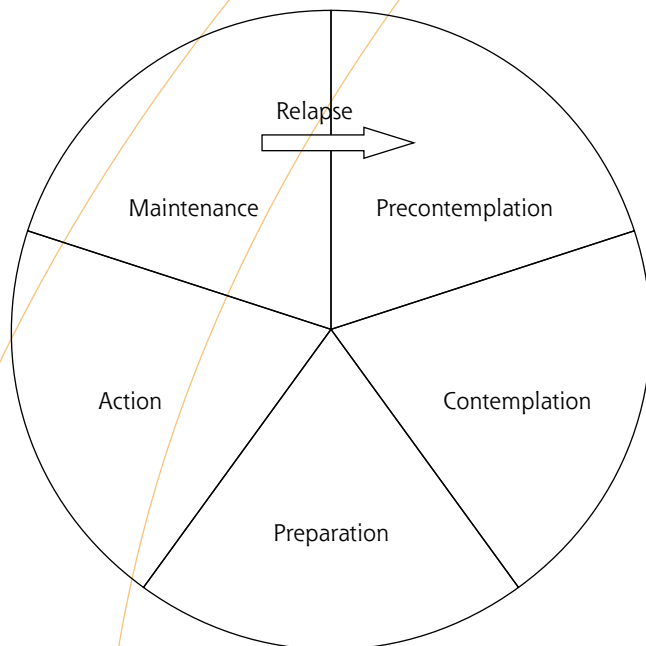 Relapse
Maintenance
Precontemplation
Action
Contemplation
Preparation